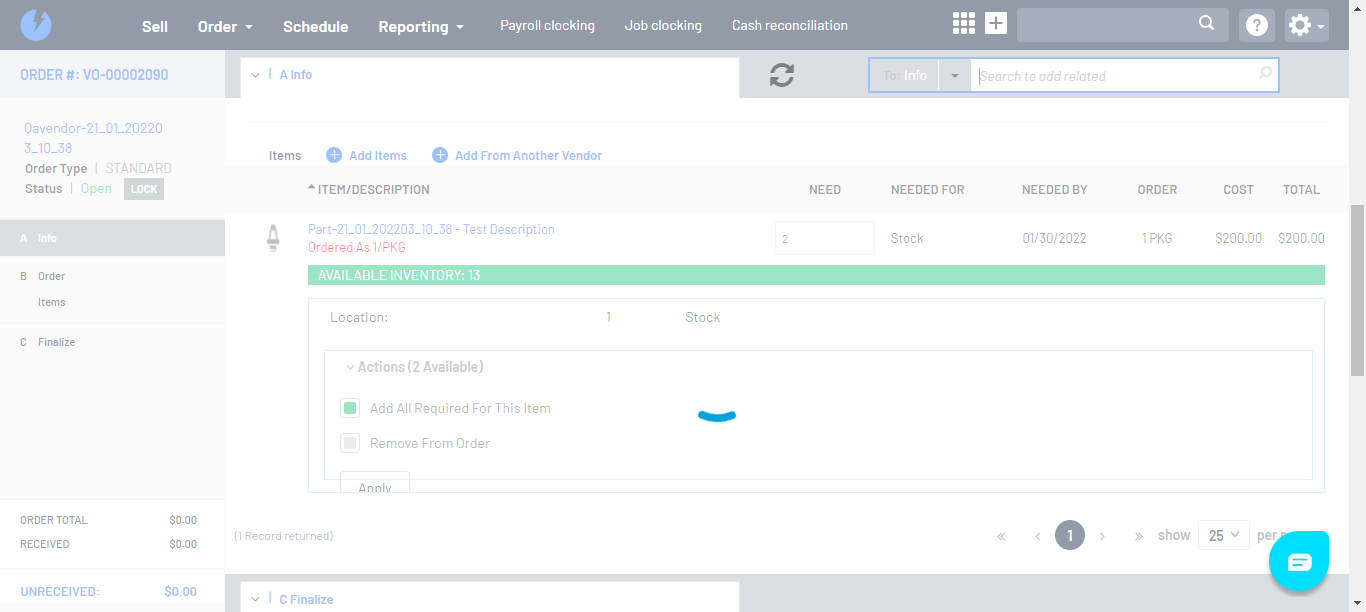 Sell
Order
Schedule
Reporting
Payroll clocking
Job clocking
Cash reconciliation
ORDER #: VO-00002090
A Info
To: Info
Search to add related
Qavendor-21_01_20220
3_10_38
Order Type | STANDARD
Status | Open LOCK
A Info
B Order
Items
C Finalize
ORDER TOTAL $0.00
RECEIVED $0.00
UNRECEIVED: $0.00
Items
Add Items
Add From Another Vendor
ITEM/DESCRIPTION NEED NEEDED FOR NEEDED BY ORDER COST TOTAL
Part-21_01_202203_10_38 - Test Description
Ordered As 1/PKG
2 Stock 01/30/2022 1 PKG $200.00 $200.00
AVAILABLE INVENTORY: 13
Location: 1 Stock
Actions (2 Available)
Add All Required For This Item
Remove From Order
Apply
(1 Record returned)
« ‹ 1 › » show 25 per
C Finalize